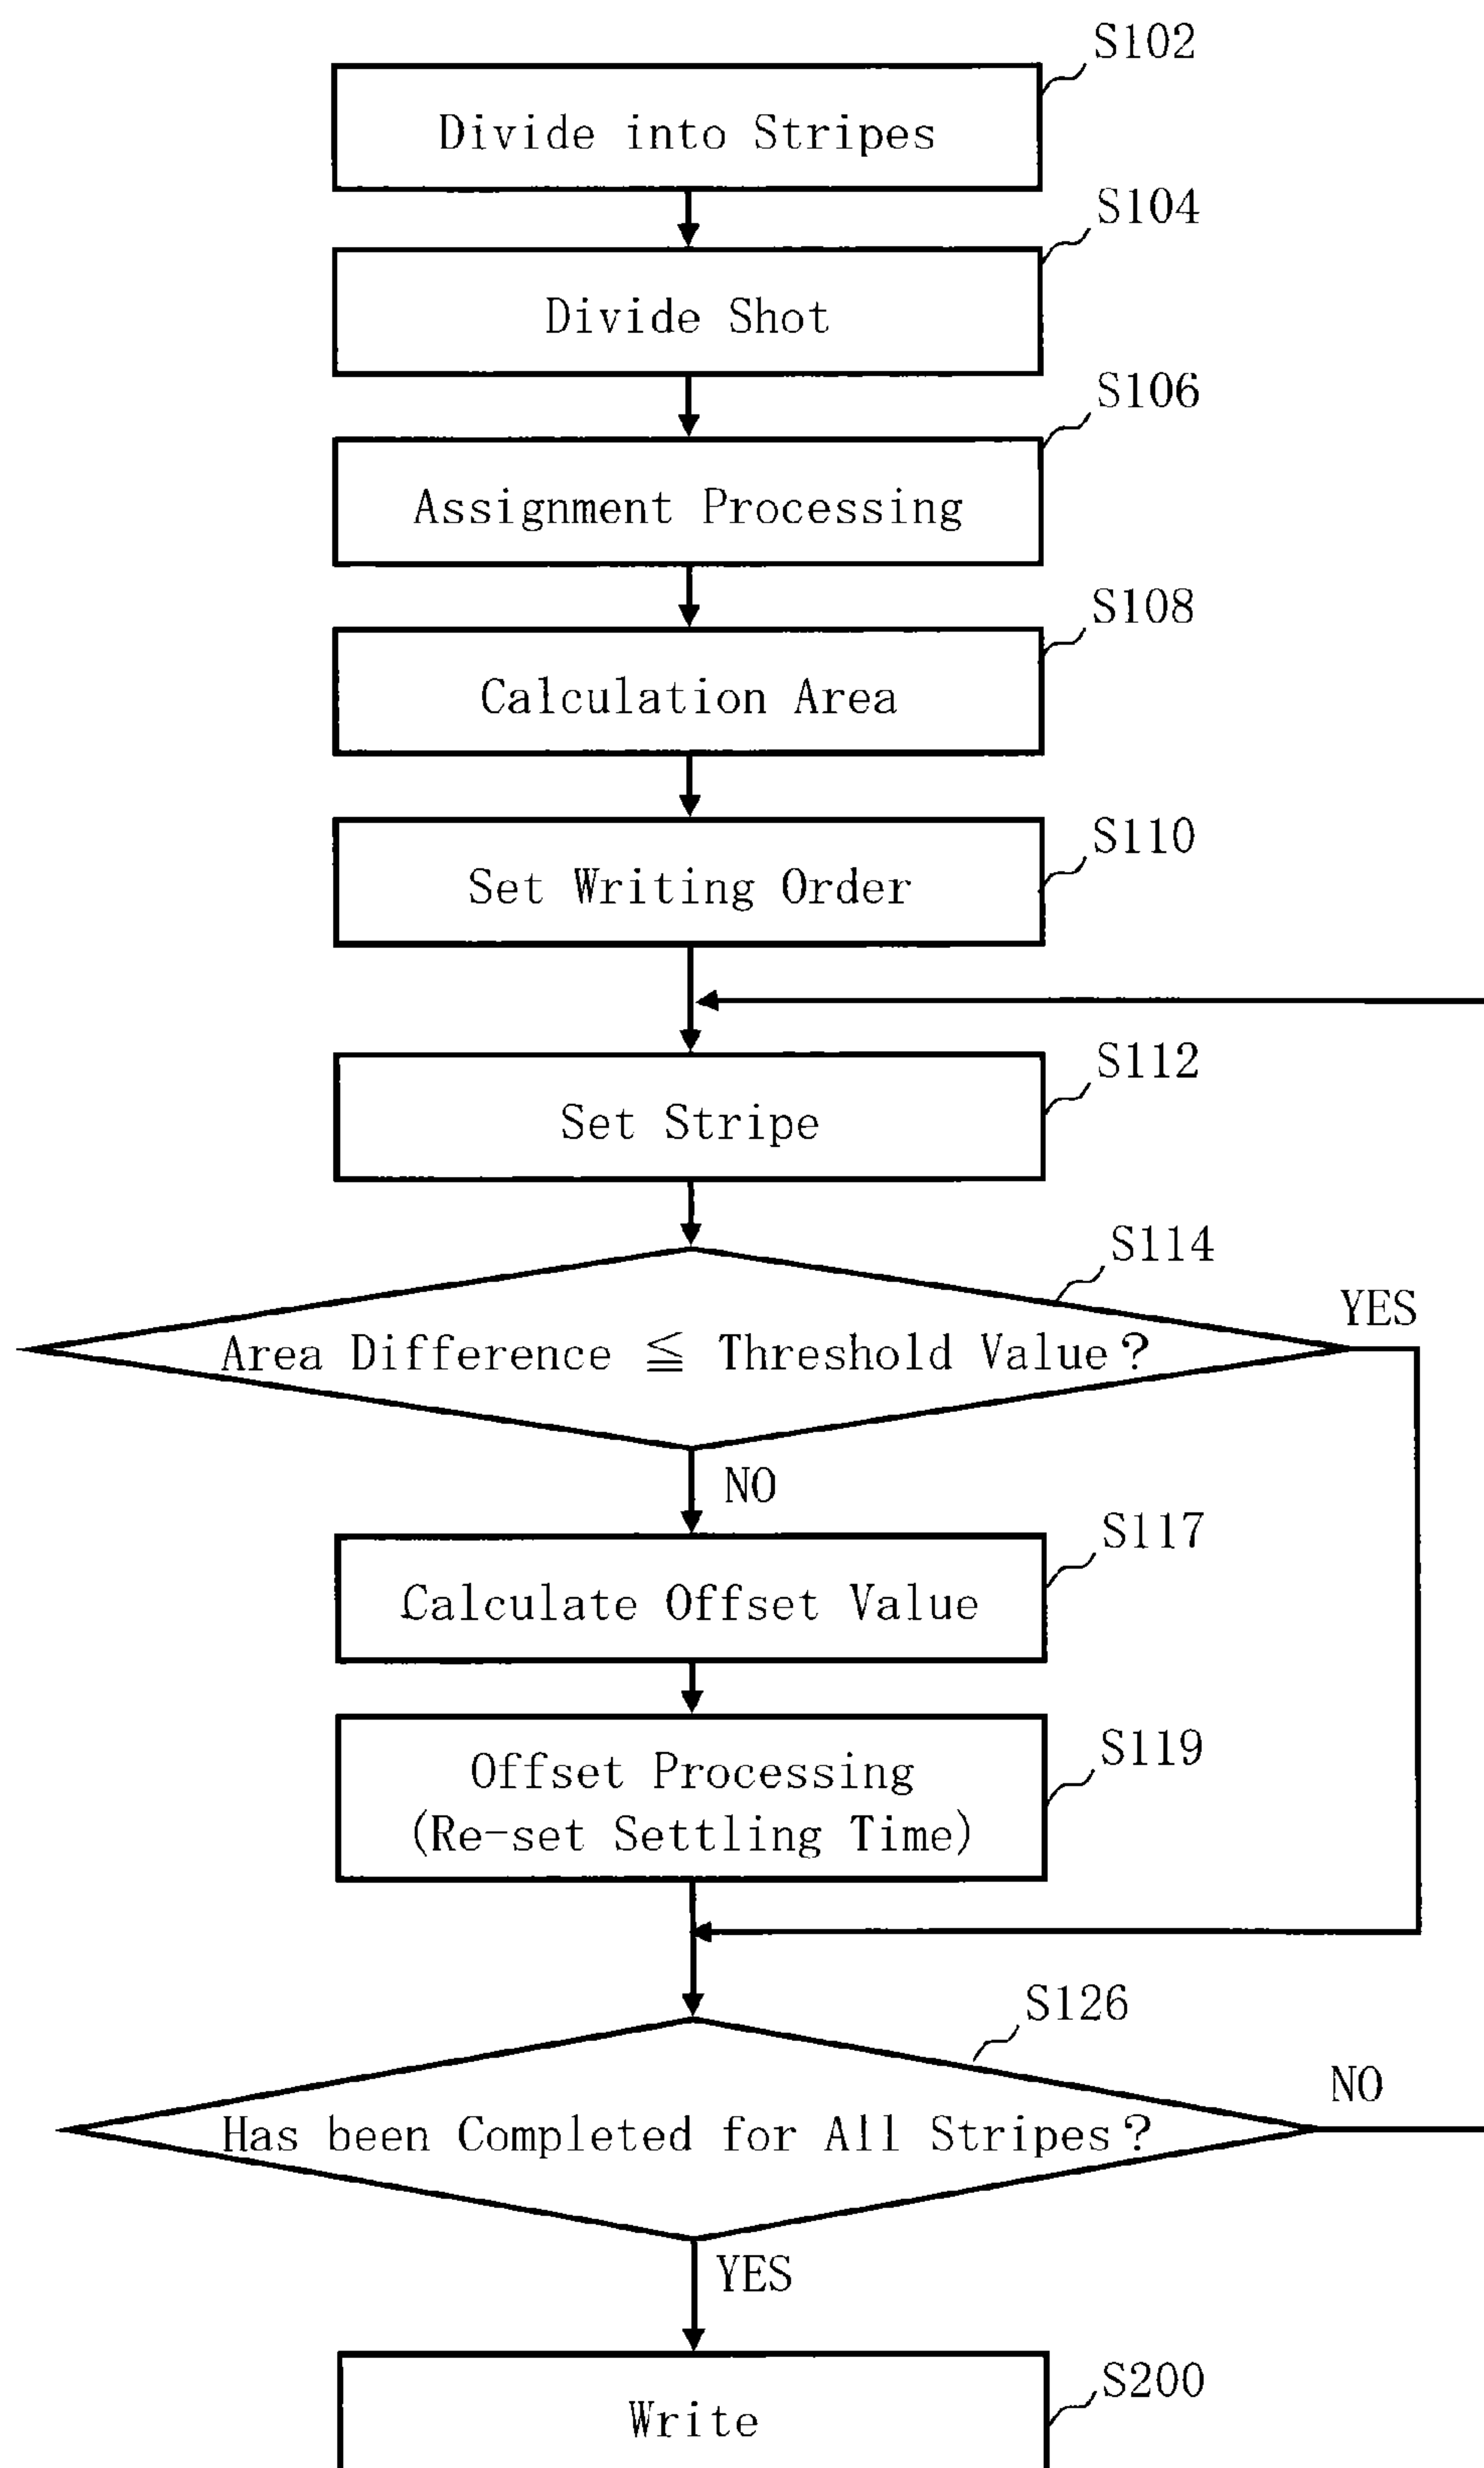 S102
Divide into Stripes
S104
Divide Shot
S106
Assignment Processing
S108
Calculation Area
S110
Set Writing Order
S112
Set Stripe
S114
YES
Area Difference ≦ Threshold Value?
NO
S117
Calculate Offset Value
S119
Offset Processing
(Re-set Settling Time)
S126
NO
Has been Completed for All Stripes?
YES
S200
Write